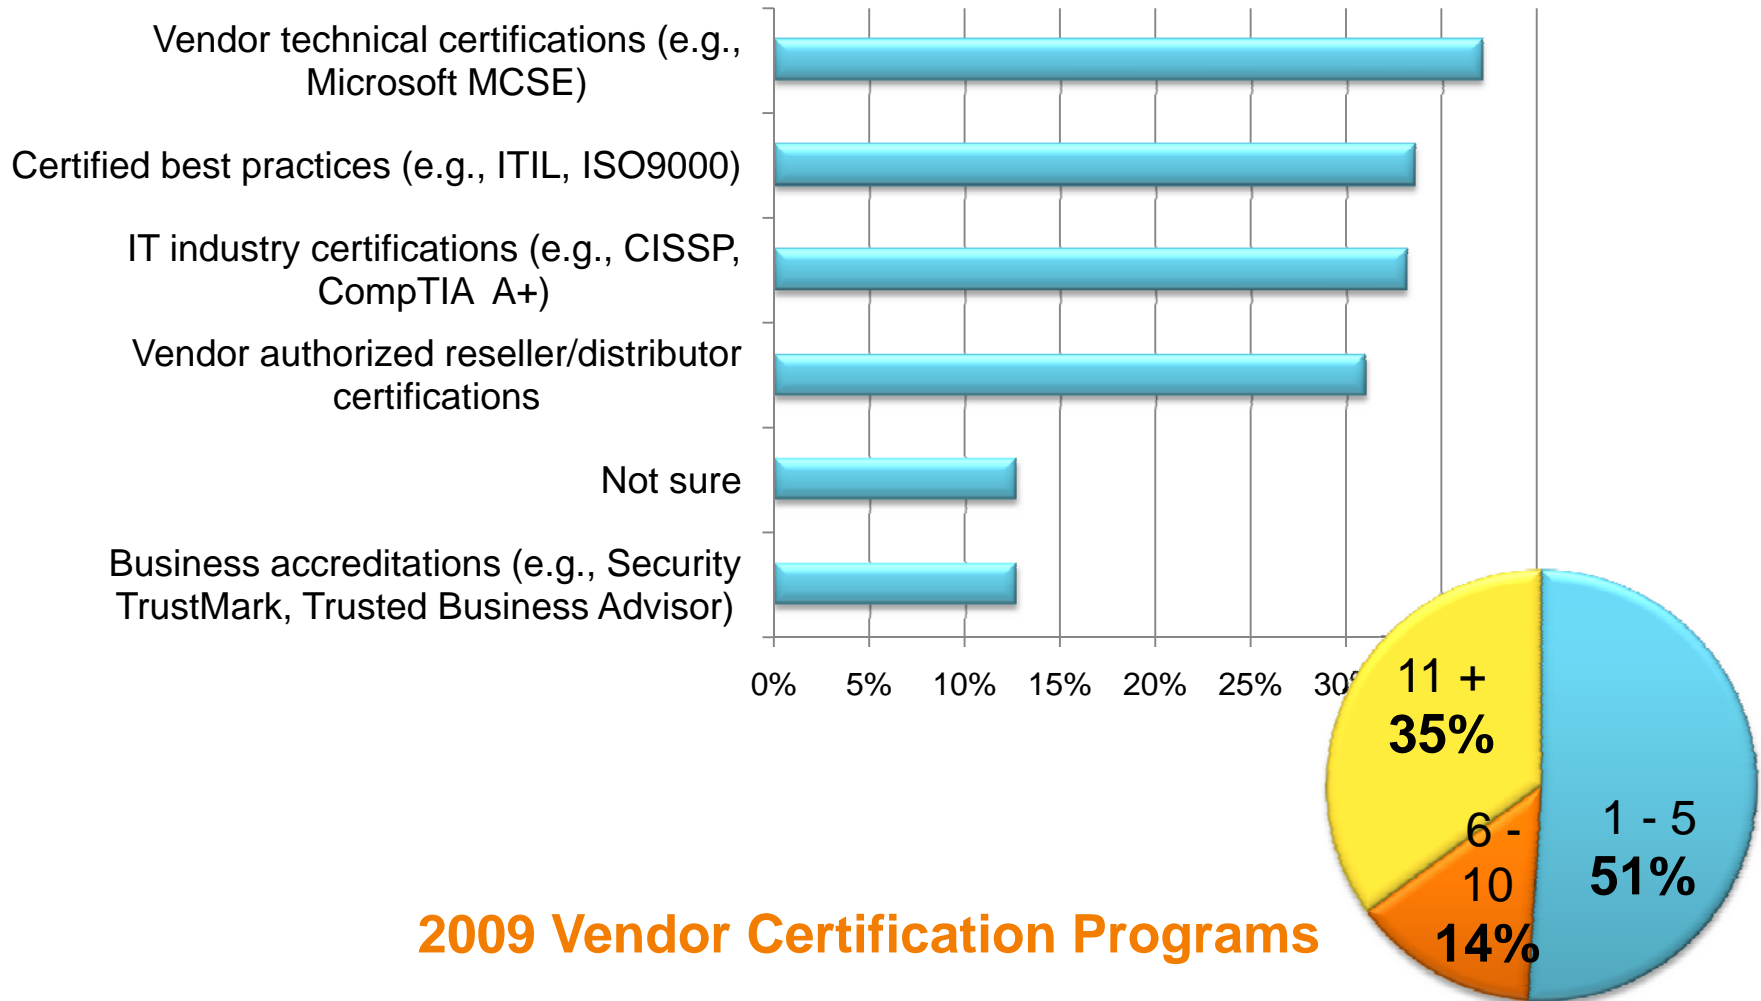 Vendor technical certifications (e.g.,
Microsoft MCSE)
Certified best practices (e.g., ITIL, ISO9000)
IT industry certifications (e.g., CISSP,
CompTIA A+)
Vendor authorized reseller/distributor
certifications
Not sure
Business accreditations (e.g., Security
TrustMark, Trusted Business Advisor)
0% 5% 10% 15% 20% 25% 30%
11 +
35%
6 -
10
14%
1 - 5
51%
2009 Vendor Certification Programs